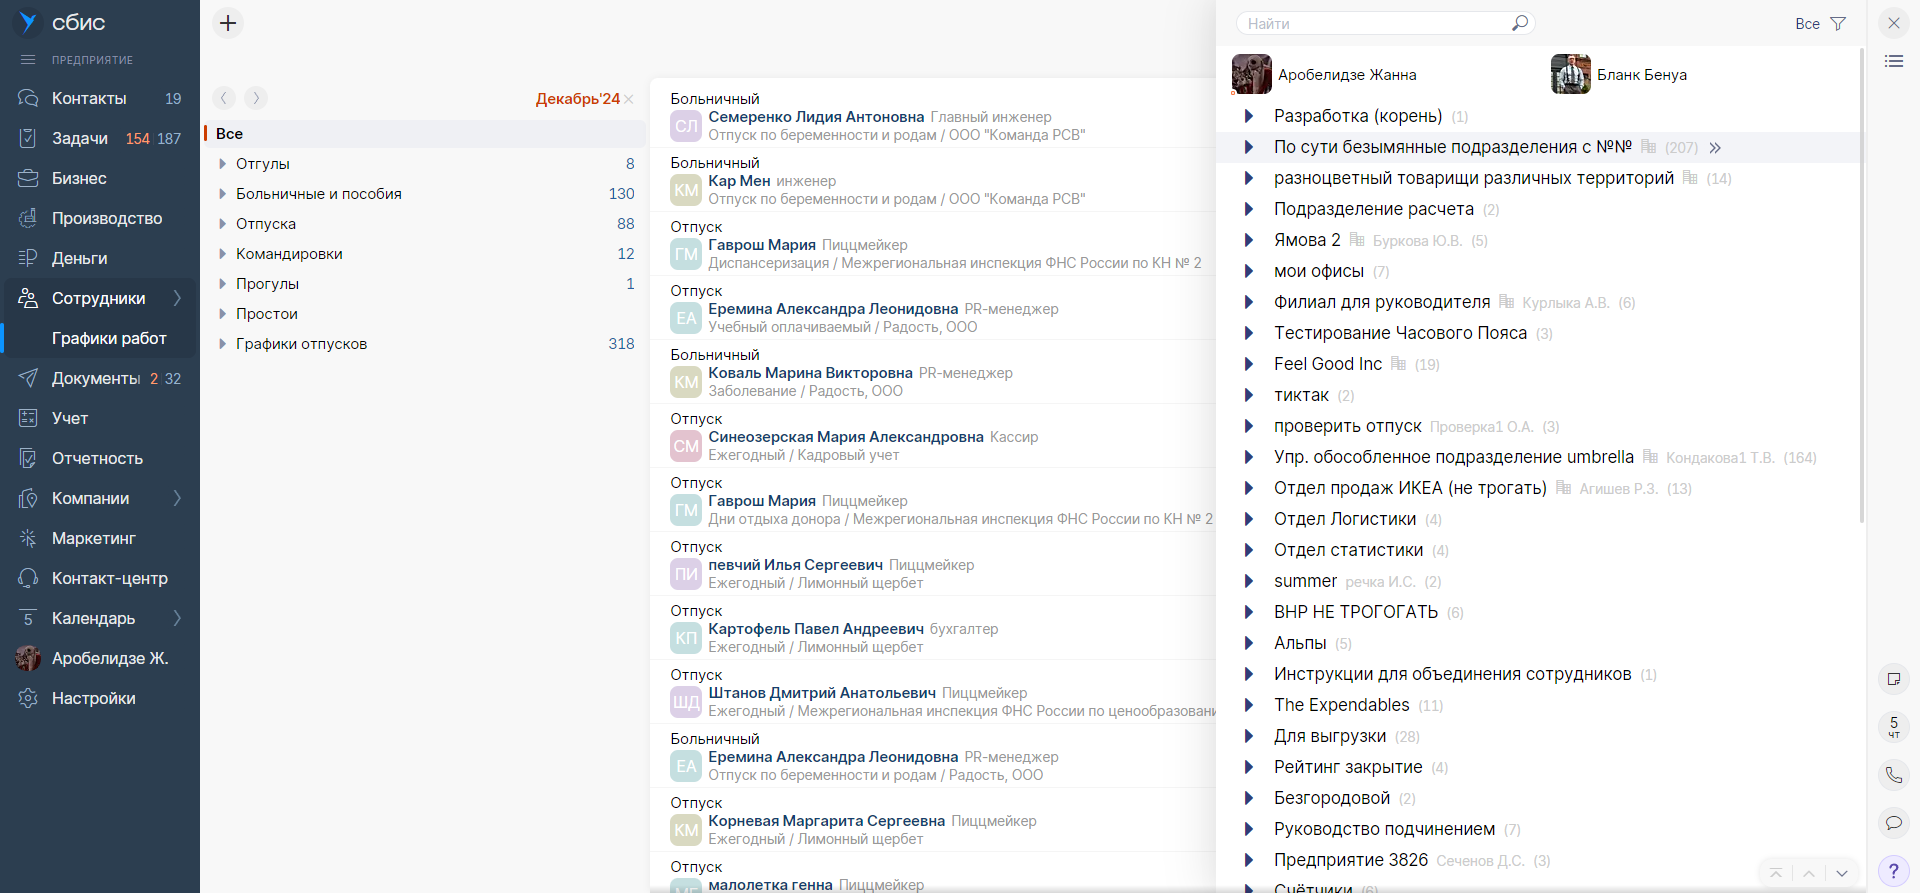 сбис
ПРЕДПРИЯТИЕ
Контакты 19
Задачи 154 187
Бизнес
Производство
Деньги
Сотрудники
Графики работ
Документы 2 32
Учет
Отчетность
Компании
Маркетинг
Контакт-центр
5 Календарь
Аробелидзе Ж.
Настройки
Декабрь'24
Все
Отгулы 8
Больничные и пособия 130
Отпуска 88
Командировки 12
Прогулы 1
Простои
Графики отпусков 318
Больничный
СЛ Семеренко Лидия Антоновна Главный инженер
Отпуск по беременности и родам / ООО "Команда РСВ"
Больничный
КМ Кар Мен инженер
Отпуск по беременности и родам / ООО "Команда РСВ"
Отпуск
ГМ Гаврош Мария Пиццмейкер
Диспансеризация / Межрегиональная инспекция ФНС России по КН № 2
Отпуск
ЕА Еремина Александра Леонидовна PR-менеджер
Учебный оплачиваемый / Радость, ООО
Больничный
КМ Коваль Марина Викторовна PR-менеджер
Заболевание / Радость, ООО
Отпуск
СМ Синеозерская Мария Александровна Кассир
Ежегодный / Кадровый учет
Отпуск
ГМ Гаврош Мария Пиццмейкер
Дни отдыха донора / Межрегиональная инспекция ФНС России по КН № 2
Отпуск
ПИ певчий Илья Сергеевич Пиццмейкер
Ежегодный / Лимонный щербет
Отпуск
КП Картофель Павел Андреевич бухгалтер
Ежегодный / Лимонный щербет
Отпуск
ШД Штанов Дмитрий Анатольевич Пиццмейкер
Ежегодный / Межрегиональная инспекция ФНС России по ценообразовани
Больничный
ЕА Еремина Александра Леонидовна PR-менеджер
Отпуск по беременности и родам / Радость, ООО
Отпуск
КМ Корневая Маргарита Сергеевна Пиццмейкер
Ежегодный / Лимонный щербет
Отпуск
малолетка генна Пиццмейкер
Найти
Все
Аробелидзе Жанна
Бланк Бенуа
Разработка (корень) (1)
По сути безымянные подразделения с №№ (207)
разноцветный товарищи различных территорий (14)
Подразделение расчета (2)
Ямова 2 Буркова Ю.В. (5)
мои офисы (7)
Филиал для руководителя Курлыка А.В. (6)
Тестирование Часового Пояса (3)
Feel Good Inc (19)
тиктак (2)
проверить отпуск Проверка1 О.А. (3)
Упр. обособленное подразделение umbrella Кондакова1 Т.В. (164)
Отдел продаж ИКЕА (не трогать) Агишев Р.З. (13)
Отдел Логистики (4)
Отдел статистики (4)
summer речка И.С. (2)
ВНР НЕ ТРОГОГАТЬ (6)
Альпы (5)
Инструкции для объединения сотрудников (1)
The Expendables (11)
Для выгрузки (28)
Рейтинг закрытие (4)
Безгородовой (2)
Руководство подчинением (7)
Предприятие 3826 Сеченов Д.С. (3)
Счётчики (6)
5
чт
?